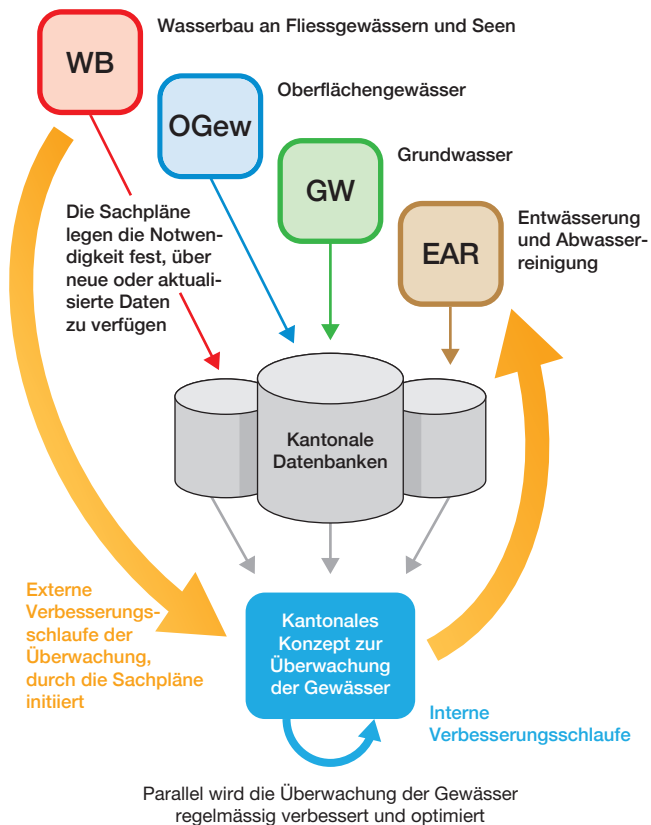 Wasserbau an Fliessgewässern und Seen
WB
Oberflächengewässer
OGew
Grundwasser
GW
Entwässerung
und Abwasser-
reinigung
EAR
Die Sachpläne
legen die Notwen-
digkeit fest, über
neue oder aktuali-
sierte Daten
zu verfügen
Kantonale
Datenbanken
Externe
Verbesserungs-
schlaufe der
Überwachung,
durch die Sachpläne
initiiert
Kantonales
Konzept zur
Überwachung
der Gewässer
Interne
Verbesserungsschlaufe
Parallel wird die Überwachung der Gewässer
regelmässig verbessert und optimiert